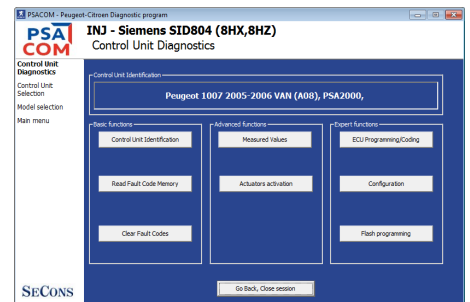 PSACOM - Peugeot-Citroen Diagnostic program
PSA
COM
INJ - Siemens SID804 (8HX,8HZ)
Control Unit Diagnostics
Control Unit
Diagnostics
Control Unit
Selection
Model selection
Main menu
Control Unit Identification
Peugeot 1007 2005-2006 VAN (A08), PSA2000,
Basic functions
Control Unit Identification
Read Fault Code Memory
Clear Fault Codes
Advanced functions
Measured Values
Actuators activation
Expert functions
ECU Programming/Coding
Configuration
Flash programming
Go Back, Close session
SECONS